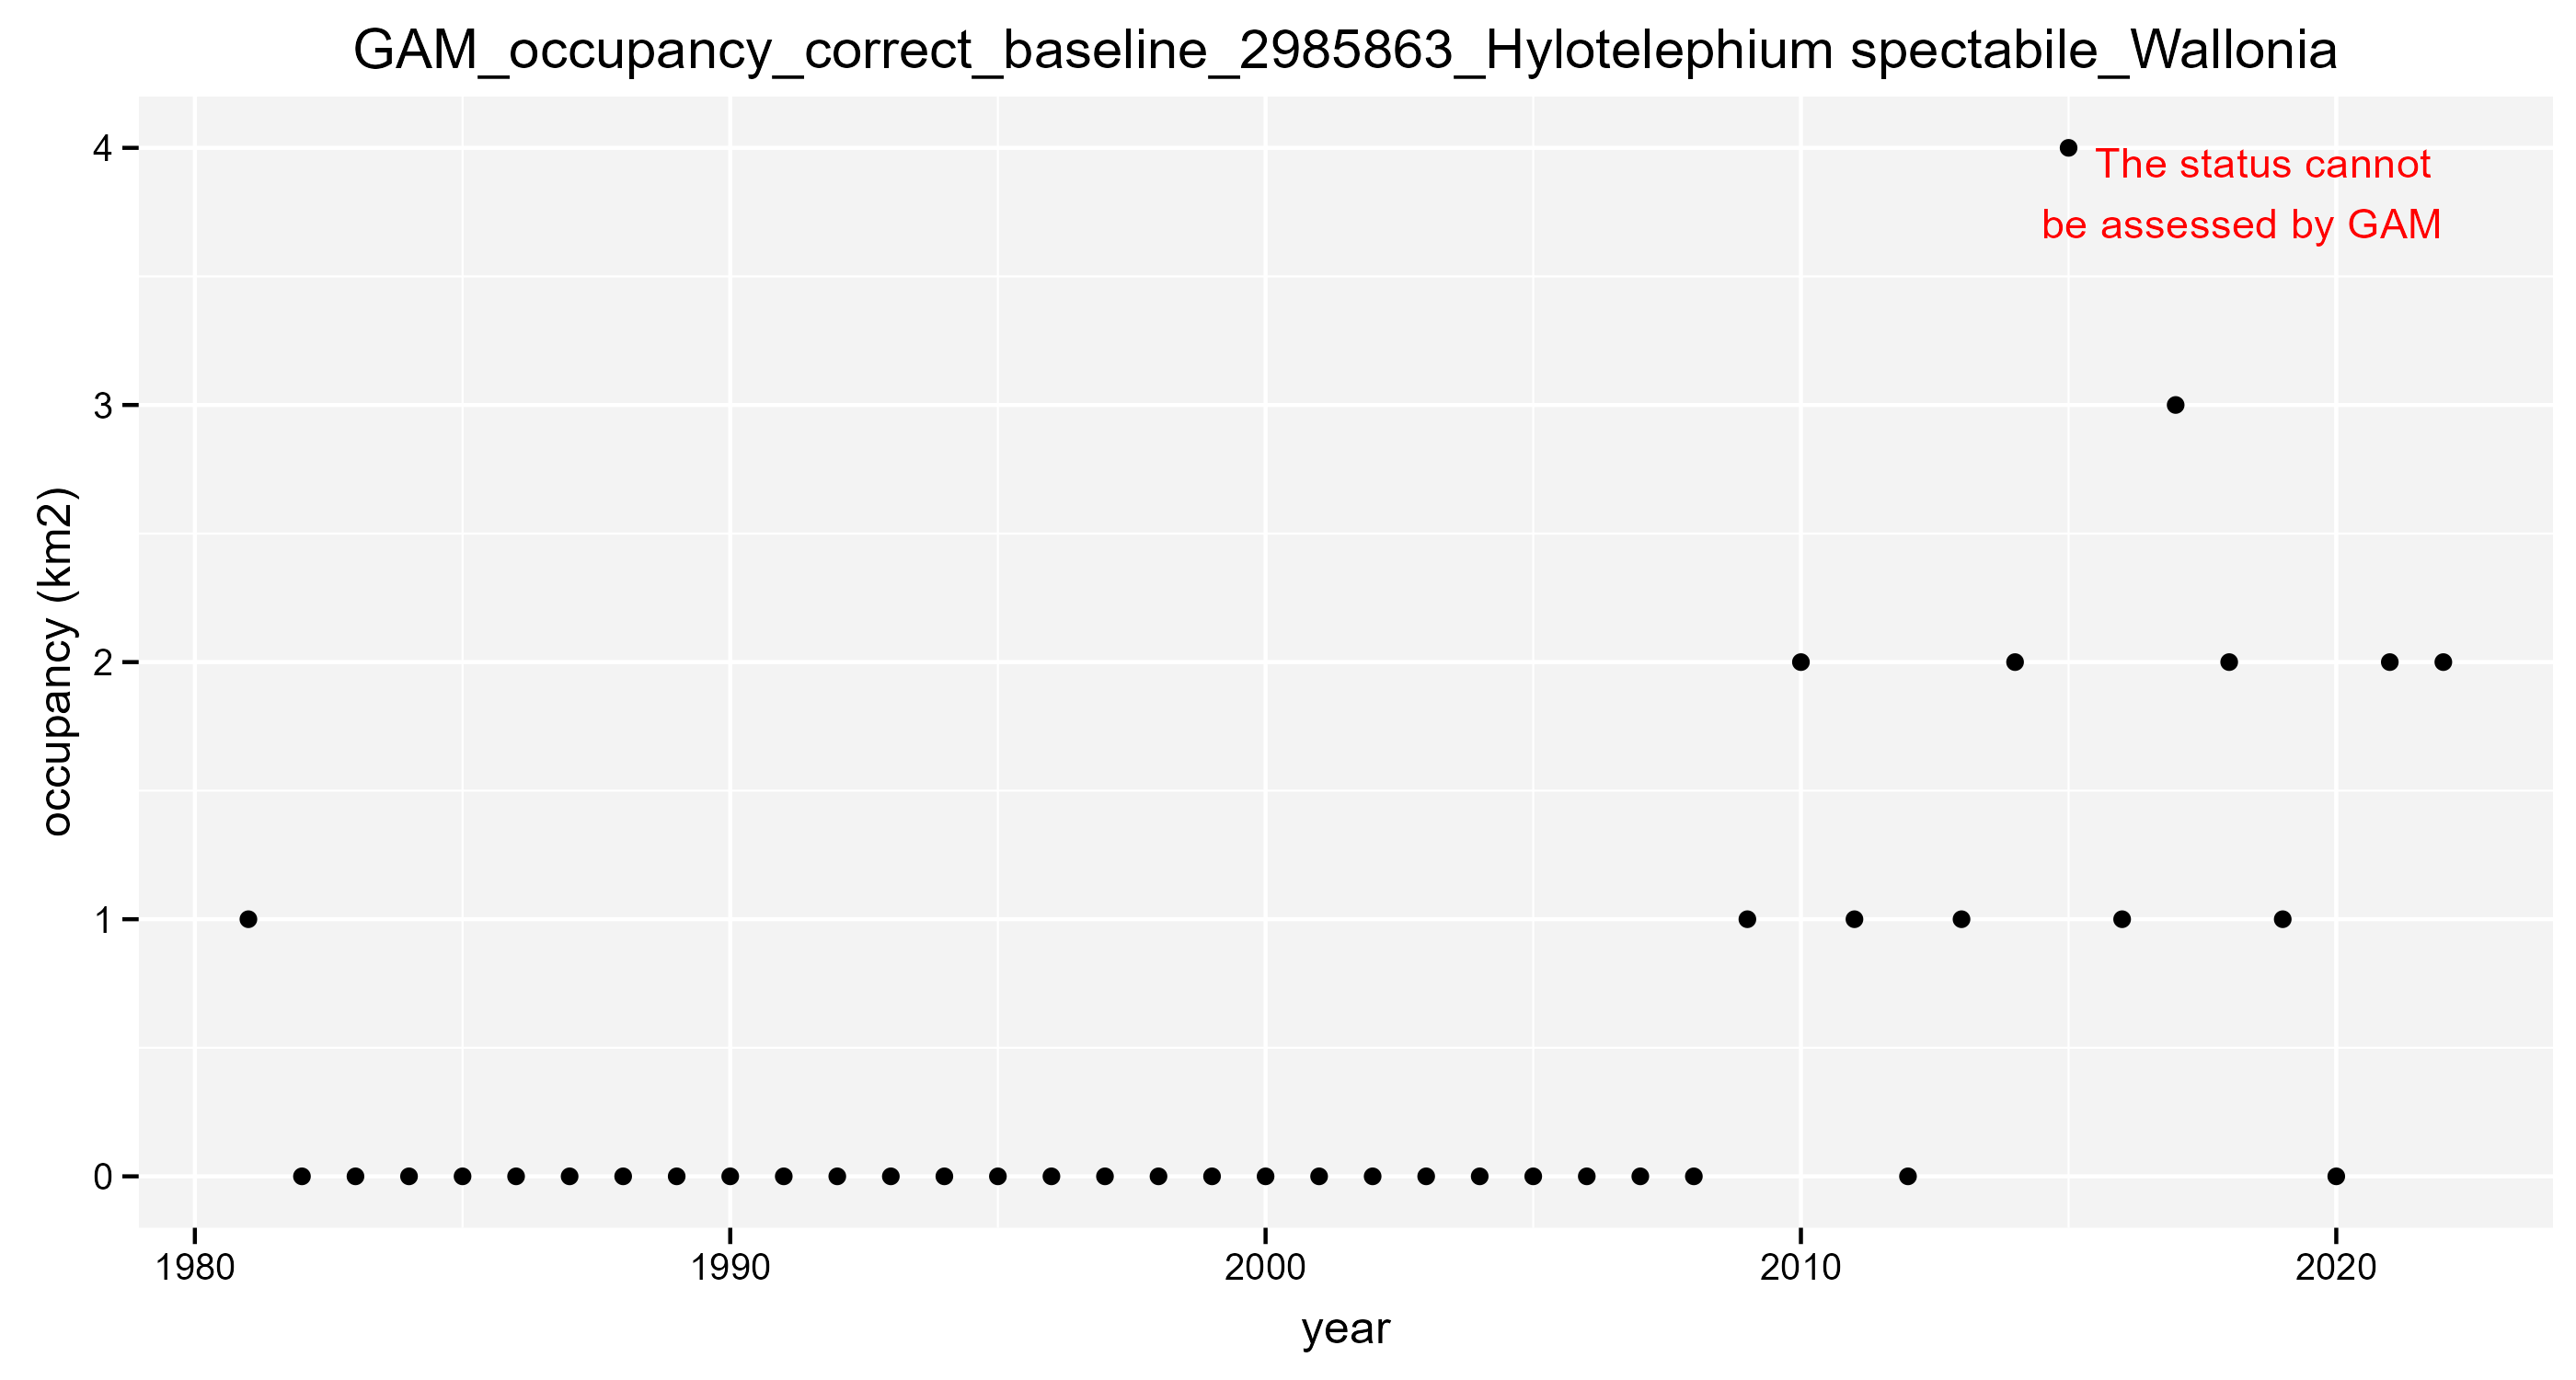 GAM_occupancy_correct_baseline_2985863_Hylotelephium spectabile_Wallonia
4
The status cannot
be assessed by GAM
3
occupancy (km2)
2
1
0
1980 1990 2000 2010 2020
year